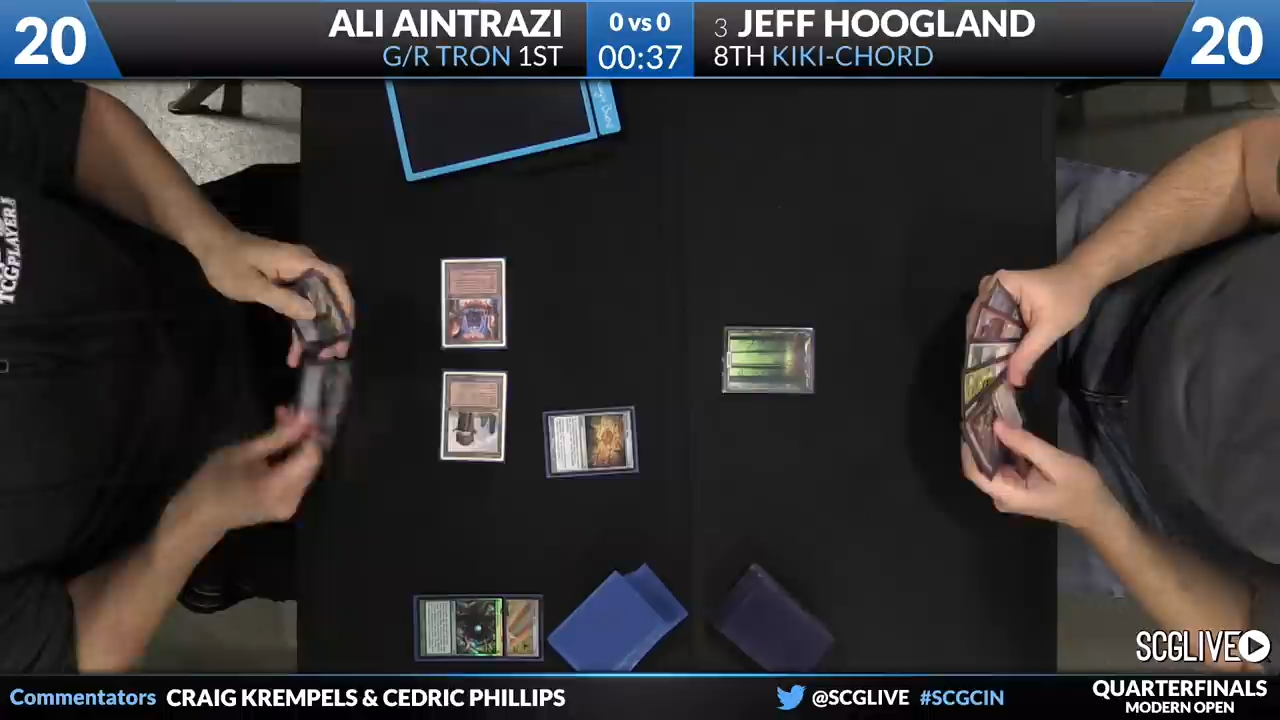 20
ALI AINTRAZI
G/R TRON 1ST
0 vs 0
00:37
3 JEFF HOOGLAND
8TH KIKI-CHORD
20
TCGPLAYER
SCGLIVE
Commentators CRAIG KREMPELS & CEDRIC PHILLIPS
@SCGLIVE #SCGCIN
QUARTERFINALS
MODERN OPEN